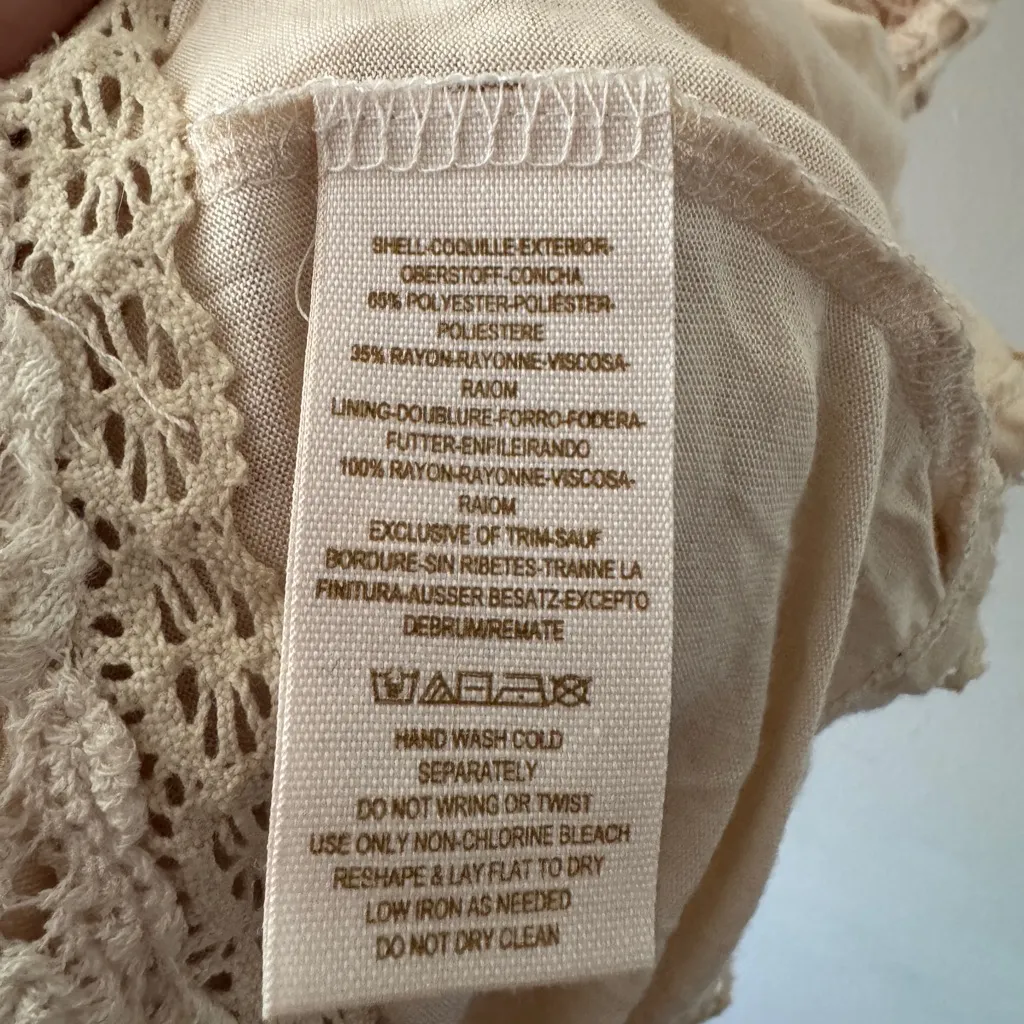 SHELL-COQUILLE-EXTERIOR-
OBERSTOFF-CONCHA
65% POLYESTER-POLIÉSTER-
POLIESTERE
35% RAYON-RAYONNE-VISCOSA-
RAIOM
LINING-DOUBLURE-FORRO-FODERA-
FUTTER-ENFILEIRANDO
100% RAYON-RAYONNE-VISCOSA-
RAIOM
EXCLUSIVE OF TRIM-SAUF
BORDURE-SIN RIBETES-TRANNE LA
FINITURA-AUSSER BESATZ-EXCEPTO
DEBRUM/REMATE
HAND WASH COLD
SEPARATELY
DO NOT WRING OR TWIST
USE ONLY NON-CHLORINE BLEACH
RESHAPE & LAY FLAT TO DRY
LOW IRON AS NEEDED
DO NOT DRY CLEAN